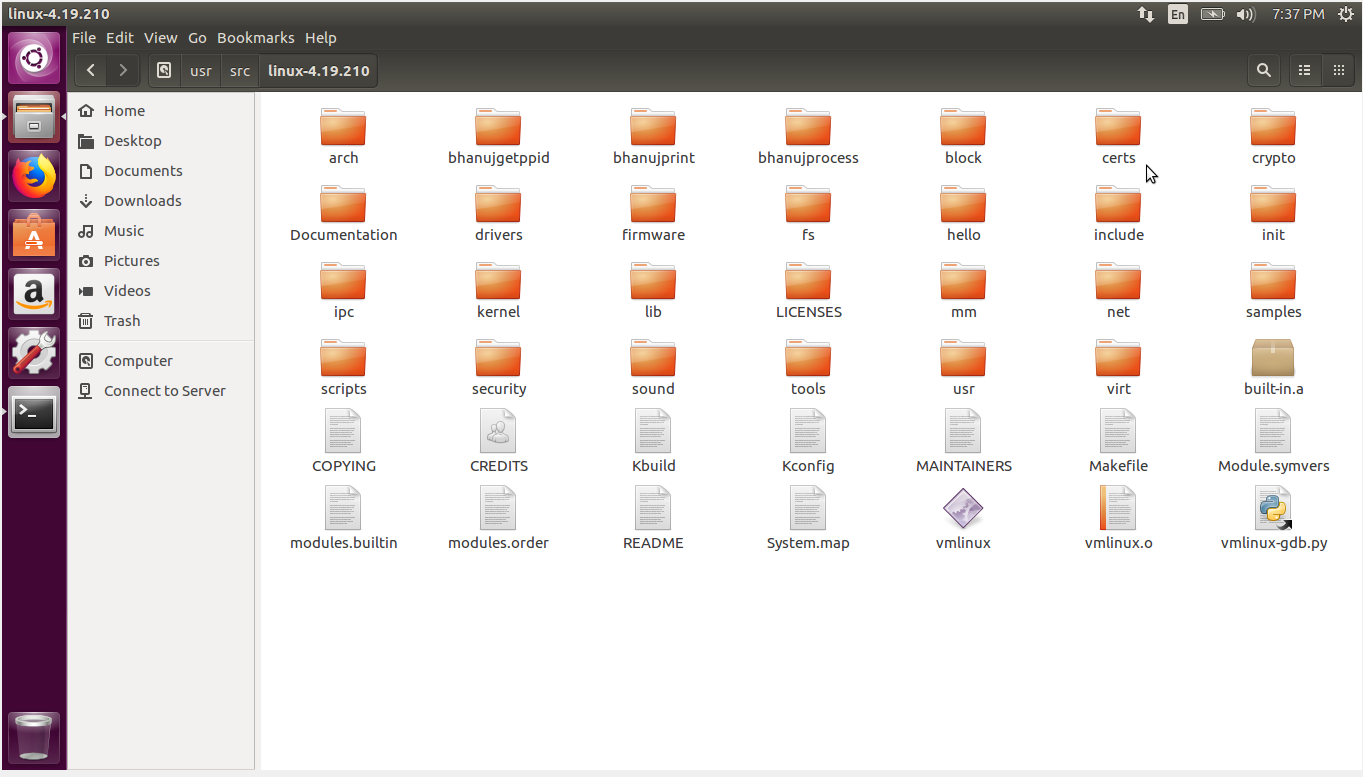 linux-4.19.210
En
7:37 PM
File Edit View Go Bookmarks Help
usr src linux-4.19.210
Home
Desktop
Documents
Downloads
Music
Pictures
Videos
Trash
Computer
Connect to Server
arch bhanujgetppid bhanujprint bhanujprocess block certs crypto
Documentation drivers firmware fs hello include init
ipc kernel lib LICENSES mm net samples
scripts security sound tools usr virt built-in.a
COPYING CREDITS Kbuild Kconfig MAINTAINERS Makefile Module.symvers
modules.builtin modules.order README System.map vmlinux vmlinux.o vmlinux-gdb.py